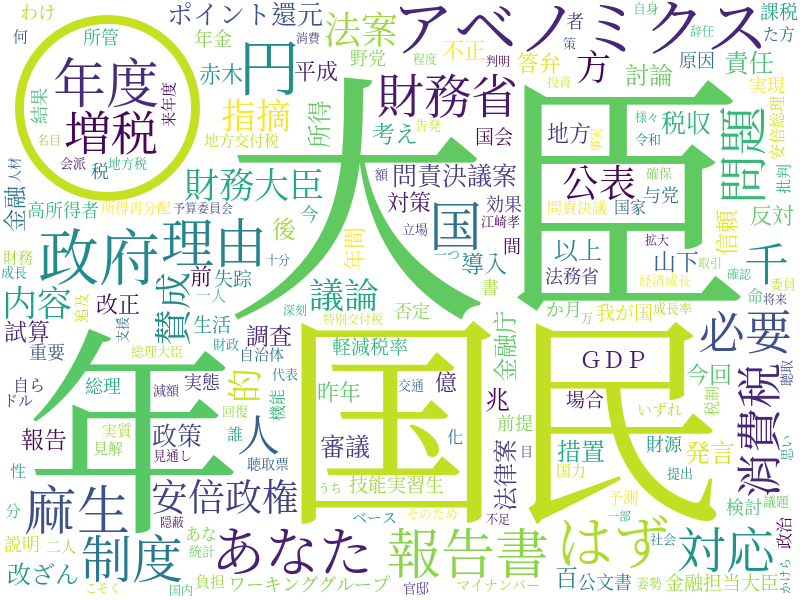 わけ
所管
ポイント還元
消費
自身
者
策
辞任
課税
た方
何
年金
法案
野党
程度
不正
判明
原因
アベノミクス
赤木
平成
円
方
答弁
責任
実現
安倍総理
結果
年度
増税
来年度
指摘
所得
財務省
投資
討論
告発
様々
税収
問題
人材
会派
税
地方税
地方交付税
考え
国会
地方
令和
事実
批判
金融
高所得者
所得再分配
予算委員会
財務大臣
問責決議案
大臣
公表
額
対策
効果
国家
確保
与党
今
後
国
江崎孝
問責決議
信頼
反対
立場
間
財務
成長
政府
理由
前
失踪
十分
年間
一つ
導入
以上
法務省
拡大
山下
取引
千
経済成長
確認
委員
内容
追及
改正
賛成
一人
議論
書
か月
万
我が国
成長率
命
将来
試算
支援
生活
深刻
特別交付税
否定
必要
重要
総理大臣
財政
自治体
調査
軽減税率
金融庁
GDP
今回
聴取
自ら
ドル
総理
減額
実態
的
代表
機能
昨年
交通
億
兆
場合
いずれ
税制
消費税
年
国民
報告
実質
見解
政策
見通し
回復
誰
人
聴取票
審議
化
前提
目
措置
財源
発言
思い
性
分
麻生
隠蔽
安倍政権
うち
技能実習生
法律案
国力
提出
予測
一部
検討
議題
説明
二人
制度
あな
統計
あなた
ベース
そのため
不足
報告書
はず
社会
対応
政治
改ざん
こそく
国内
負担
ワーキンググループ
官邸
マイナンバー
百
公文書
姿勢
金融担当大臣
かけら